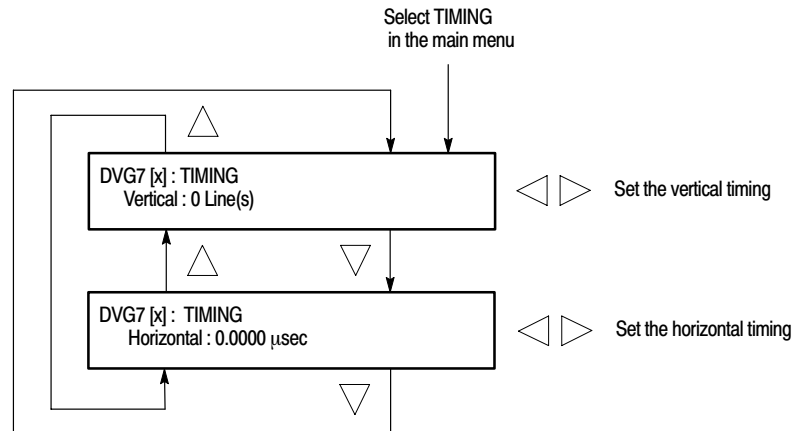 Select TIMING
in the main menu
DVG7 [x] : TIMING
Vertical : 0 Line(s)
Set the vertical timing
DVG7 [x] : TIMING
Horizontal : 0.0000 μsec
Set the horizontal timing